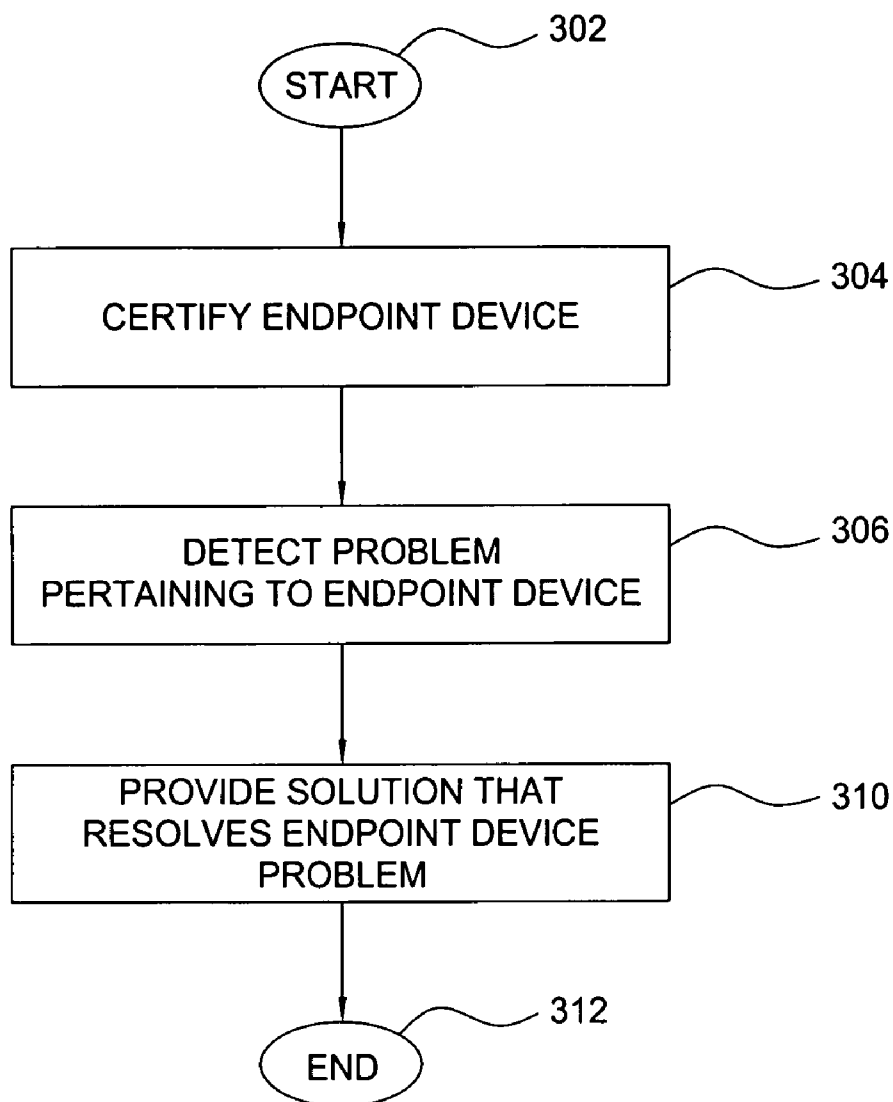 302
START
304
CERTIFY ENDPOINT DEVICE
306
DETECT PROBLEM
PERTAINING TO ENDPOINT DEVICE
310
PROVIDE SOLUTION THAT
RESOLVES ENDPOINT DEVICE
PROBLEM
312
END